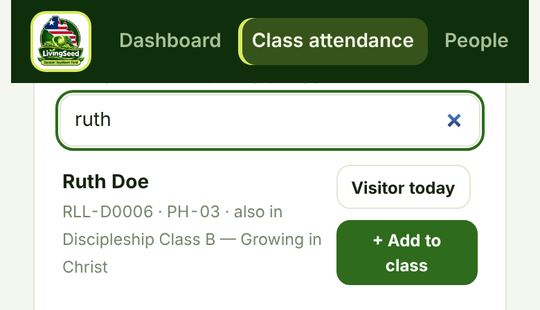 LivingSeed
Dashboard
Class attendance
People
ruth
Ruth Doe
RLL-D0006 · PH-03 · also in
Discipleship Class B — Growing in
Christ
Visitor today
+ Add to
class